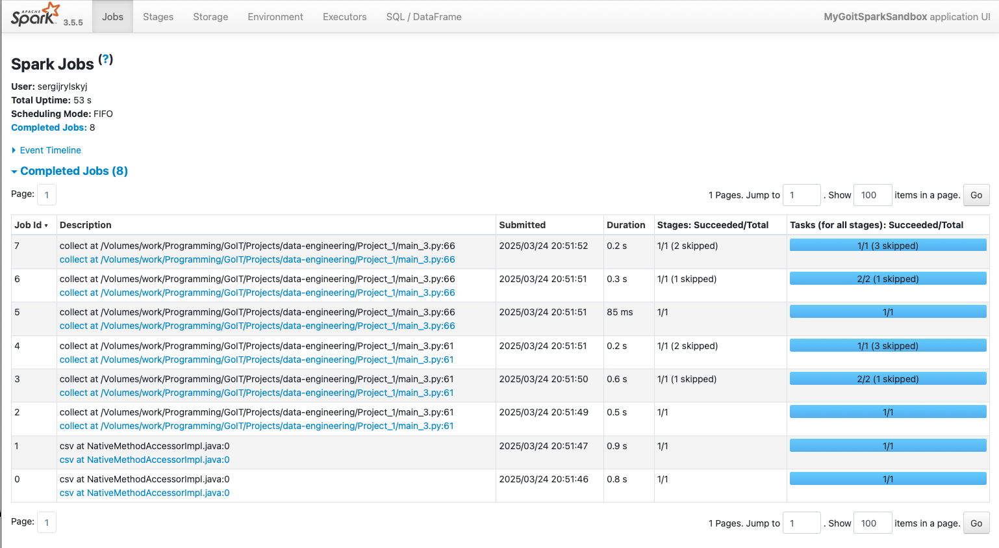 APACHE
Spark 3.5.5 Jobs Stages Storage Environment Executors SQL / DataFrame MyGoitSparkSandbox application UI
Spark Jobs (?)
User: sergijrylskyj
Total Uptime: 53 s
Scheduling Mode: FIFO
Completed Jobs: 8
Event Timeline
Completed Jobs (8)
Page: 1 1 Pages. Jump to 1 . Show 100 items in a page. Go
Job Id ▾ Description Submitted Duration Stages: Succeeded/Total Tasks (for all stages): Succeeded/Total
7 collect at /Volumes/work/Programming/GoIT/Projects/data-engineering/Project_1/main_3.py:66 2025/03/24 20:51:52 0.2 s 1/1 (2 skipped) 1/1 (3 skipped)
collect at /Volumes/work/Programming/GoIT/Projects/data-engineering/Project_1/main_3.py:66
6 collect at /Volumes/work/Programming/GoIT/Projects/data-engineering/Project_1/main_3.py:66 2025/03/24 20:51:51 0.3 s 1/1 (1 skipped) 2/2 (1 skipped)
collect at /Volumes/work/Programming/GoIT/Projects/data-engineering/Project_1/main_3.py:66
5 collect at /Volumes/work/Programming/GoIT/Projects/data-engineering/Project_1/main_3.py:66 2025/03/24 20:51:51 85 ms 1/1 1/1
collect at /Volumes/work/Programming/GoIT/Projects/data-engineering/Project_1/main_3.py:66
4 collect at /Volumes/work/Programming/GoIT/Projects/data-engineering/Project_1/main_3.py:61 2025/03/24 20:51:51 0.2 s 1/1 (2 skipped) 1/1 (3 skipped)
collect at /Volumes/work/Programming/GoIT/Projects/data-engineering/Project_1/main_3.py:61
3 collect at /Volumes/work/Programming/GoIT/Projects/data-engineering/Project_1/main_3.py:61 2025/03/24 20:51:50 0.6 s 1/1 (1 skipped) 2/2 (1 skipped)
collect at /Volumes/work/Programming/GoIT/Projects/data-engineering/Project_1/main_3.py:61
2 collect at /Volumes/work/Programming/GoIT/Projects/data-engineering/Project_1/main_3.py:61 2025/03/24 20:51:49 0.5 s 1/1 1/1
collect at /Volumes/work/Programming/GoIT/Projects/data-engineering/Project_1/main_3.py:61
1 csv at NativeMethodAccessorImpl.java:0 2025/03/24 20:51:47 0.9 s 1/1 1/1
csv at NativeMethodAccessorImpl.java:0
0 csv at NativeMethodAccessorImpl.java:0 2025/03/24 20:51:46 0.8 s 1/1 1/1
csv at NativeMethodAccessorImpl.java:0
Page: 1 1 Pages. Jump to 1 . Show 100 items in a page. Go